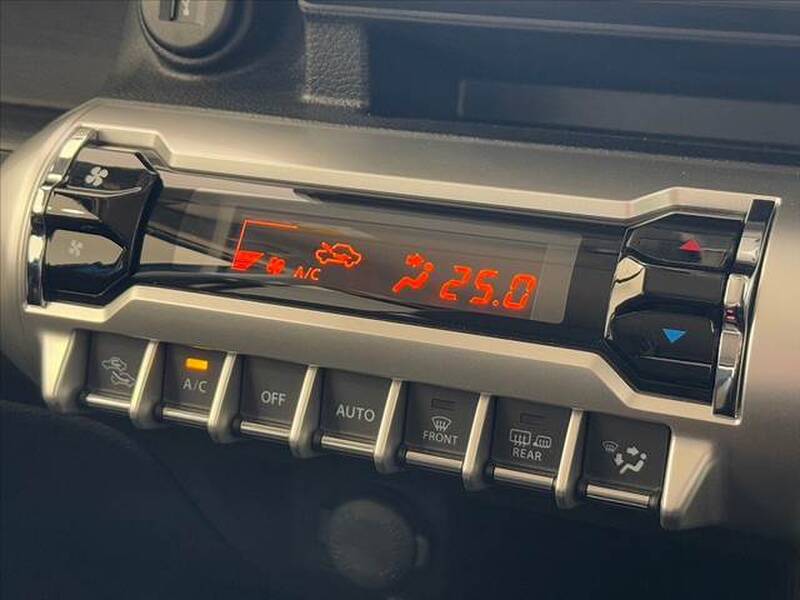 A/C 25.0
A/C
OFF
AUTO
FRONT
REAR